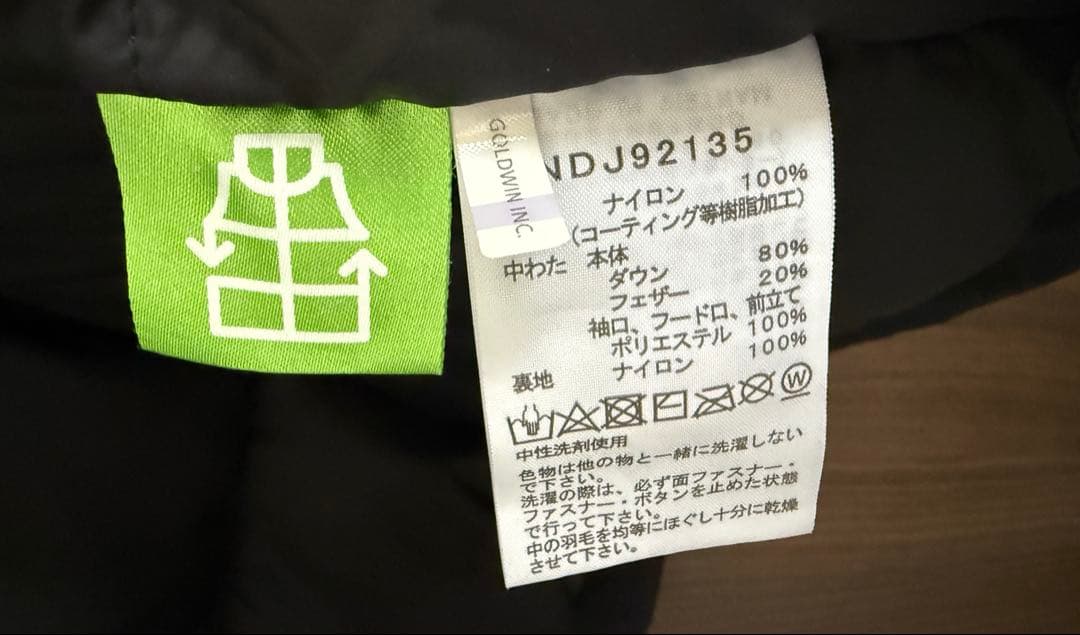 GOLDWIN INC.
NDJ92135
ナイロン 100%
(コーティング等樹脂加工)
中わた 本体
ダウン 80%
フェザー 20%
袖口、フードロ、前立て
ポリエステル 100%
裏地 ナイロン 100%
中性洗剤使用
色物は他の物と一緒に洗濯しない
で下さい。
洗濯の際は、必ず面ファスナー・
ファスナー・ボタンを止めた状態
で行って下さい。
中の羽毛を均等にほぐし十分に乾燥
させて下さい。